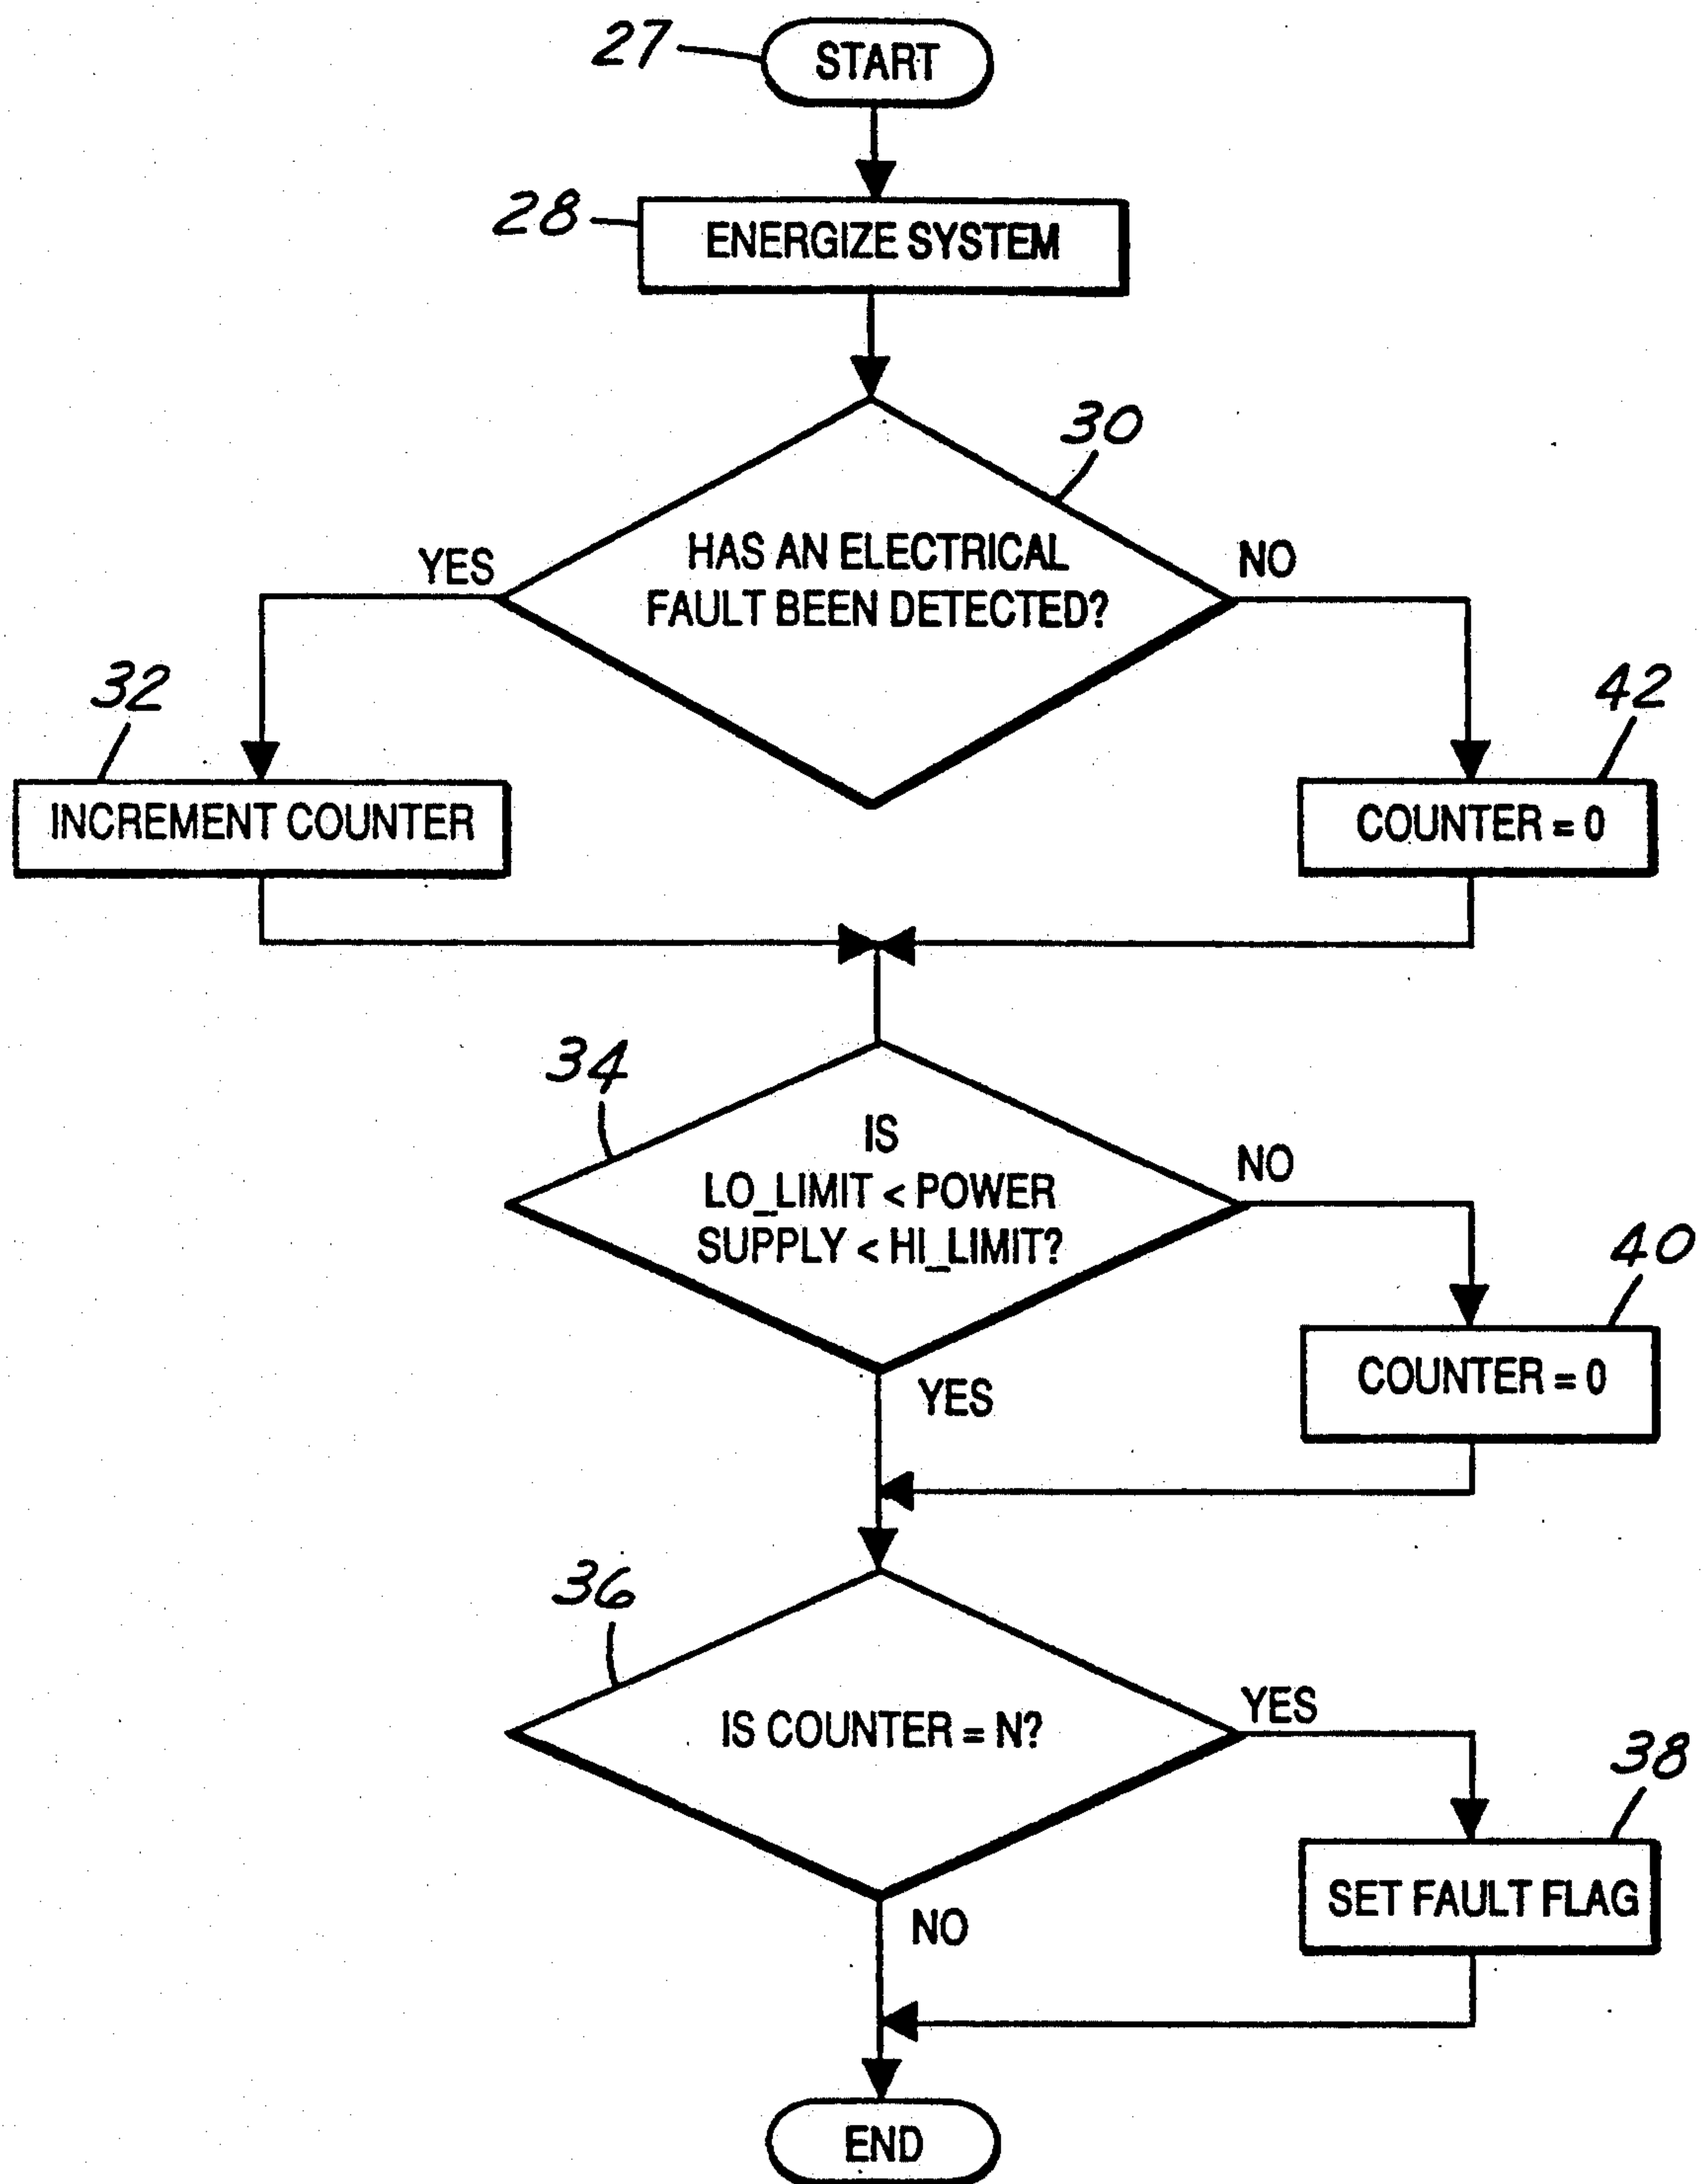 27
START
28
ENERGIZE SYSTEM
30
HAS AN ELECTRICAL
FAULT BEEN DETECTED?
YES
NO
32
INCREMENT COUNTER
42
COUNTER = 0
34
IS
LO_LIMIT < POWER
SUPPLY < HI_LIMIT?
NO
YES
40
COUNTER = 0
36
IS COUNTER = N?
YES
NO
38
SET FAULT FLAG
END